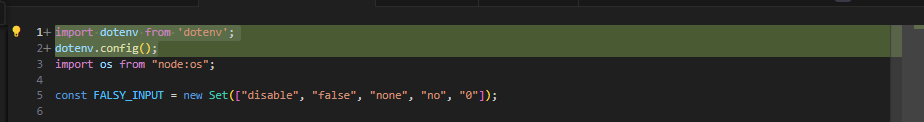 1+ import dotenv from 'dotenv';
2+ dotenv.config();
3 import os from "node:os";
4
5 const FALSY_INPUT = new Set(["disable", "false", "none", "no", "0"]);
6